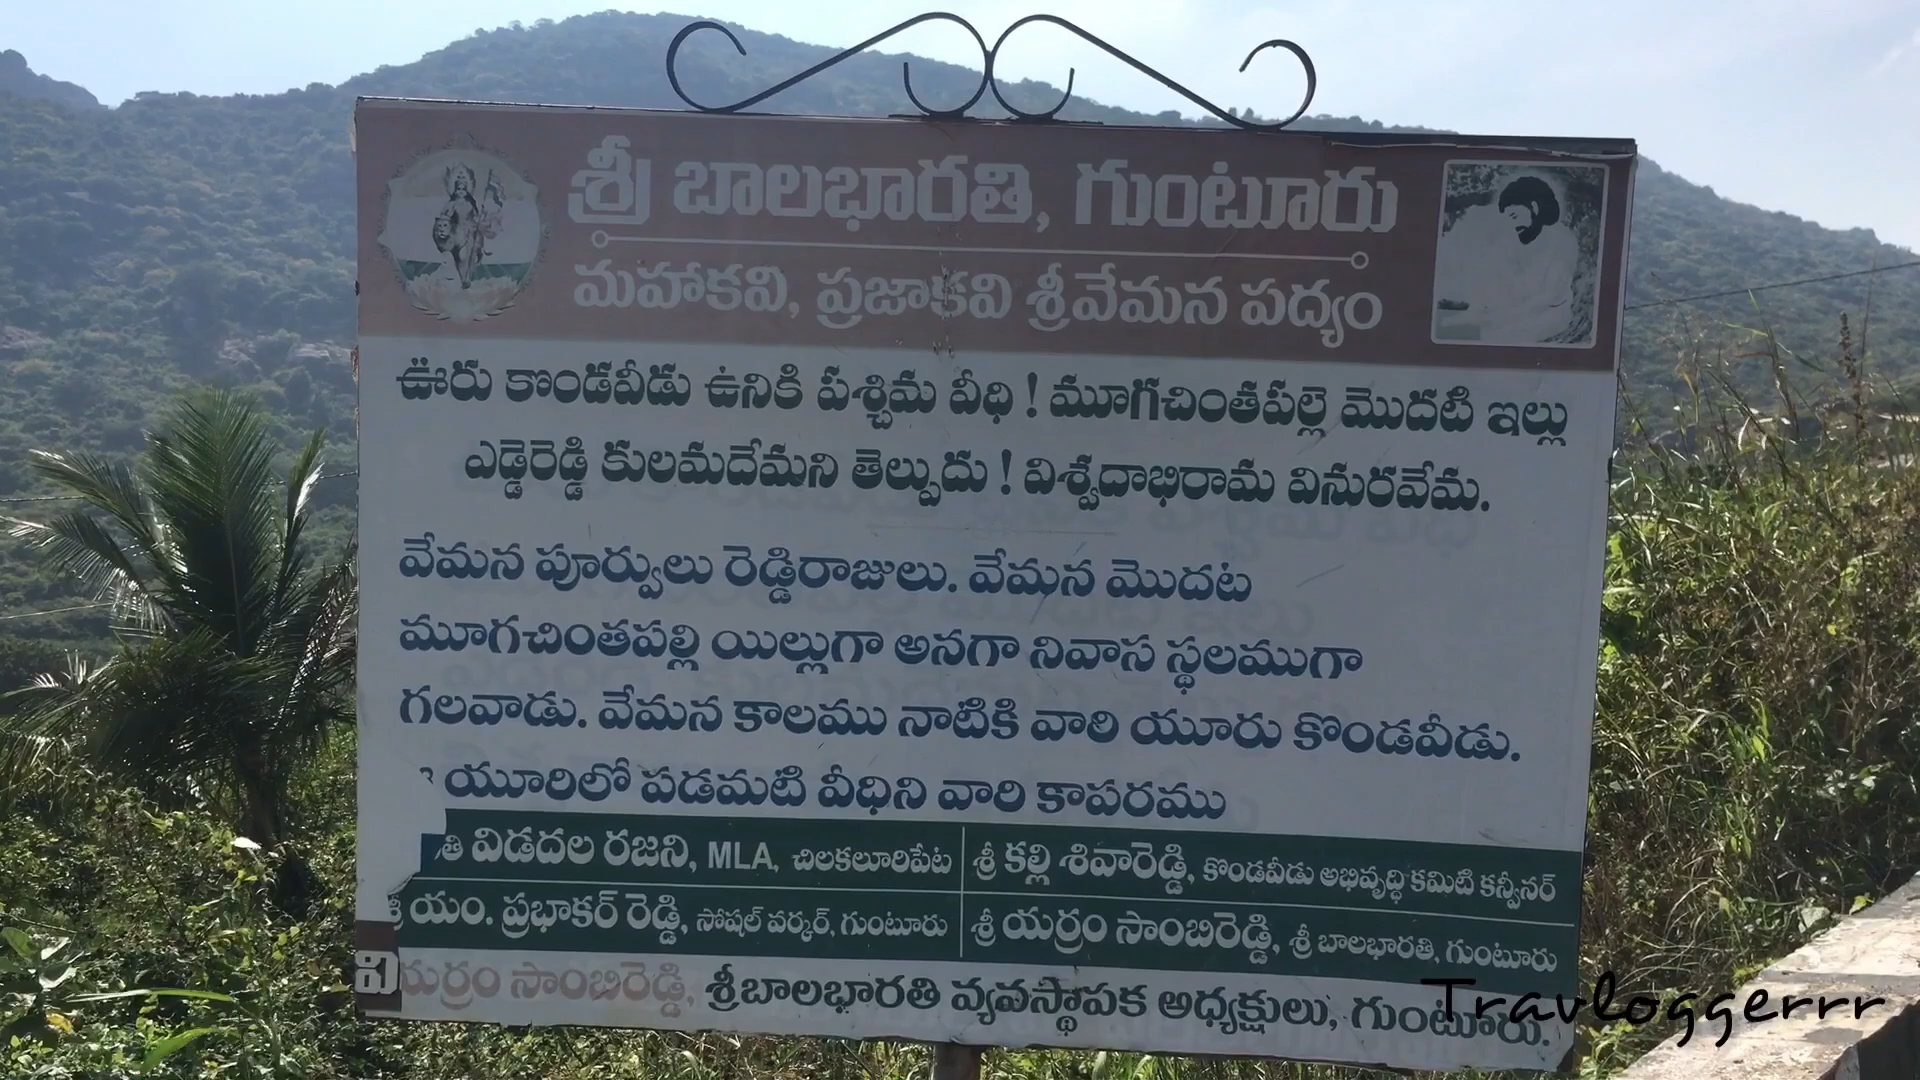 శ్రీ బాలభారతి, గుంటూరు
మహాకవి, ప్రజాకవి శ్రీవేమన పద్యం
ఊరు కొండవీడు ఉనికి పశ్చిమ వీధి ! మూగచింతపల్లె మొదటి ఇల్లు
ఎడ్డెరెడ్డి కులమదేమని తెల్పుదు ! విశ్వదాభిరామ వినురవేమ.
వేమన పూర్వులు రెడ్డిరాజులు. వేమన మొదట
మూగచింతపల్లి యిల్లుగా అనగా నివాస స్థలముగా
గలవాడు. వేమన కాలము నాటికి వారి యూరు కొండవీడు.
యూరిలో పడమటి వీధిని వారి కాపరము
విడదల రజని, MLA, చిలకలూరిపేట
శ్రీ కల్లి శివారెడ్డి, కొండవీడు అభివృద్ధి కమిటి కన్వీనర్
యం. ప్రభాకర్ రెడ్డి, సోషల్ వర్కర్, గుంటూరు
శ్రీ యర్రం సాంబిరెడ్డి, శ్రీ బాలభారతి, గుంటూరు
సాంబిరెడ్డి, శ్రీబాలభారతి వ్యవస్థాపక అధ్యక్షులు, గుంటూరు.
Travloggerrr